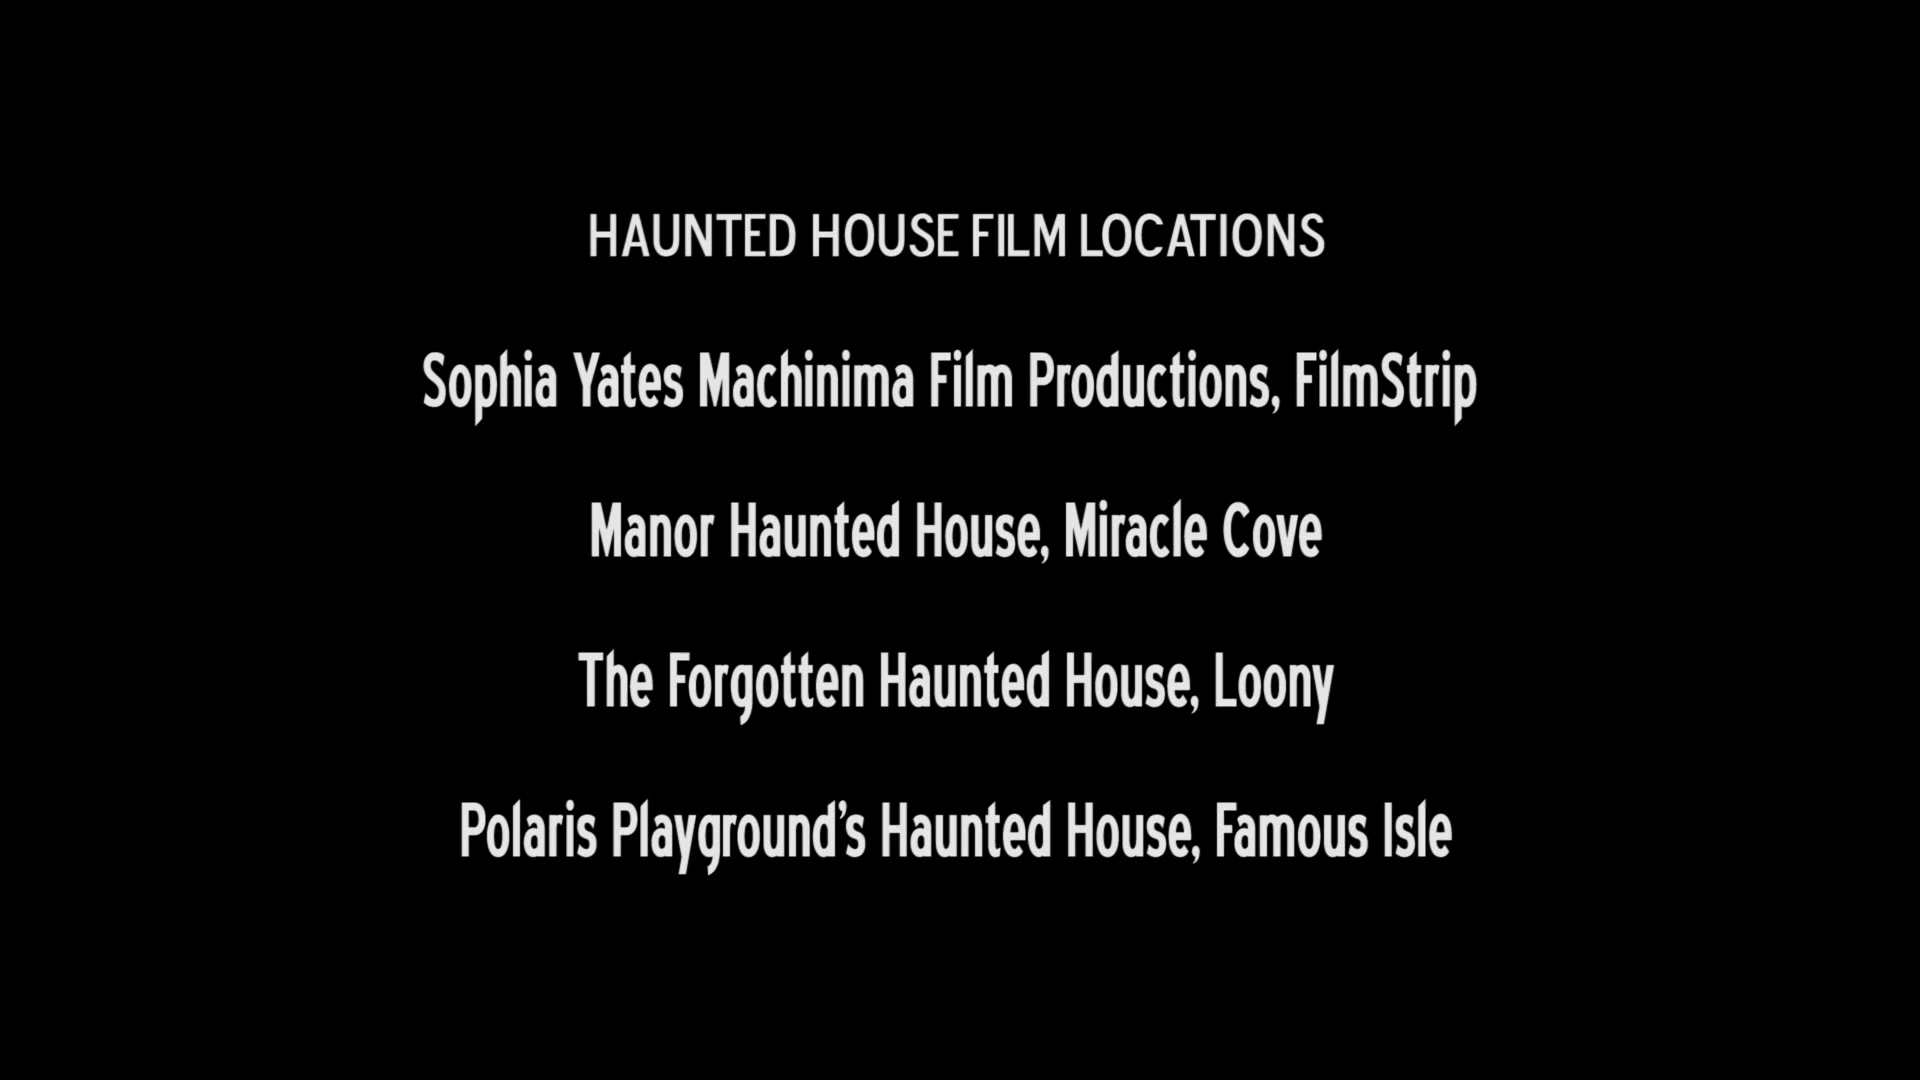 HAUNTED HOUSE FILM LOCATIONS
Sophia Yates Machinima Film Productions, FilmStrip
Manor Haunted House, Miracle Cove
The Forgotten Haunted House, Loony
Polaris Playground’s Haunted House, Famous Isle